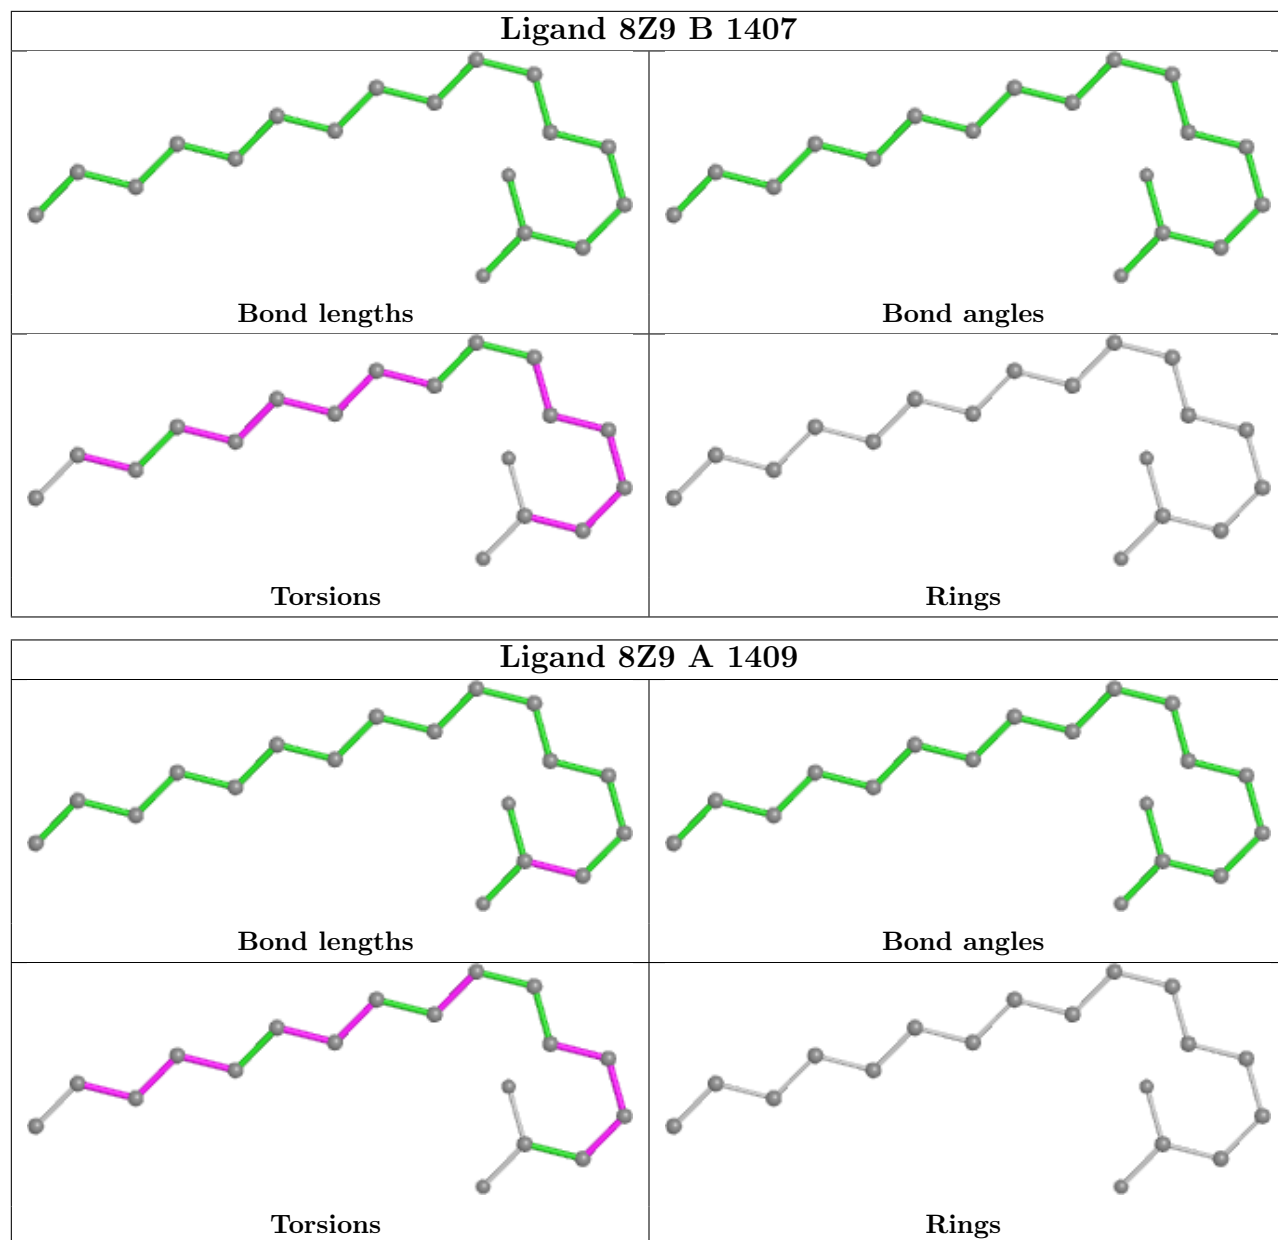 Ligand 8Z9 B 1407
Bond lengths
Bond angles
Torsions
Rings
Ligand 8Z9 A 1409
Bond lengths
Bond angles
Torsions
Rings